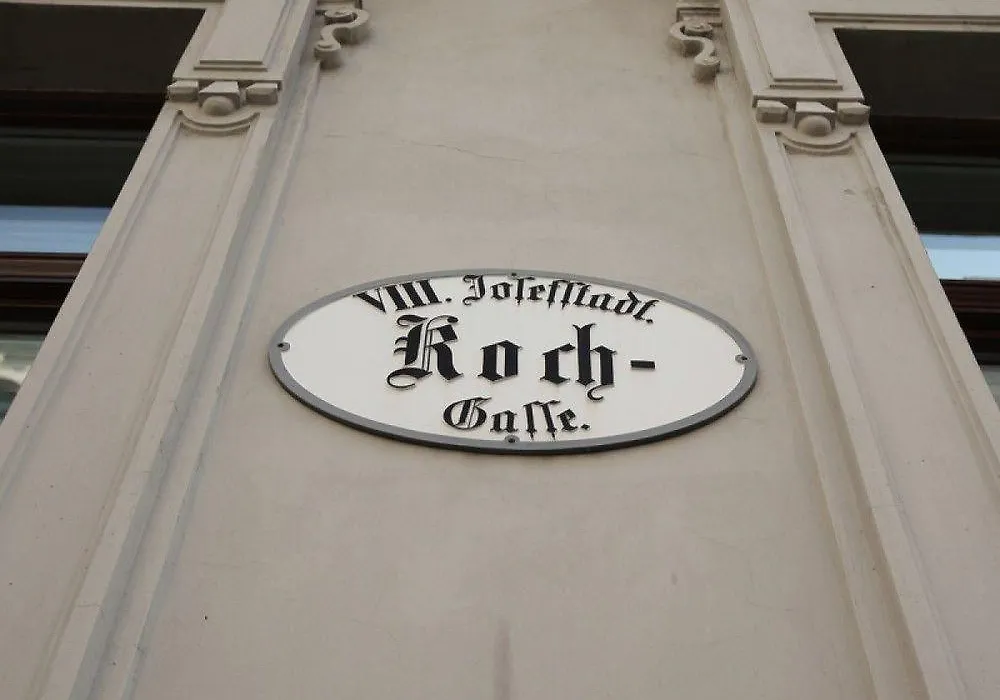 VIII. Joſefſtadt.
Koch-
Gaſſe.